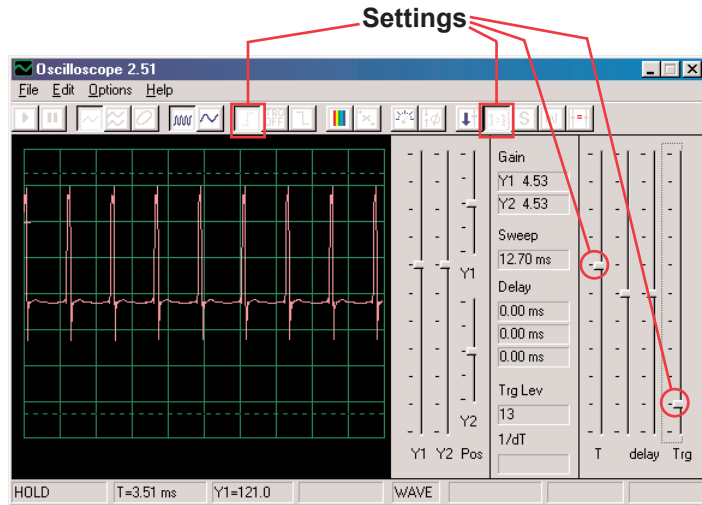 Settings
Oscilloscope 2.51
File Edit Options Help
Gain
Y1 4.53
Y2 4.53
Sweep
12.70 ms
Y1
Delay
0.00 ms
0.00 ms
0.00 ms
Trg Lev
13
Y2
1/dT
Y1 Y2 Pos
T delay Trg
HOLD T=3.51 ms Y1=121.0 WAVE